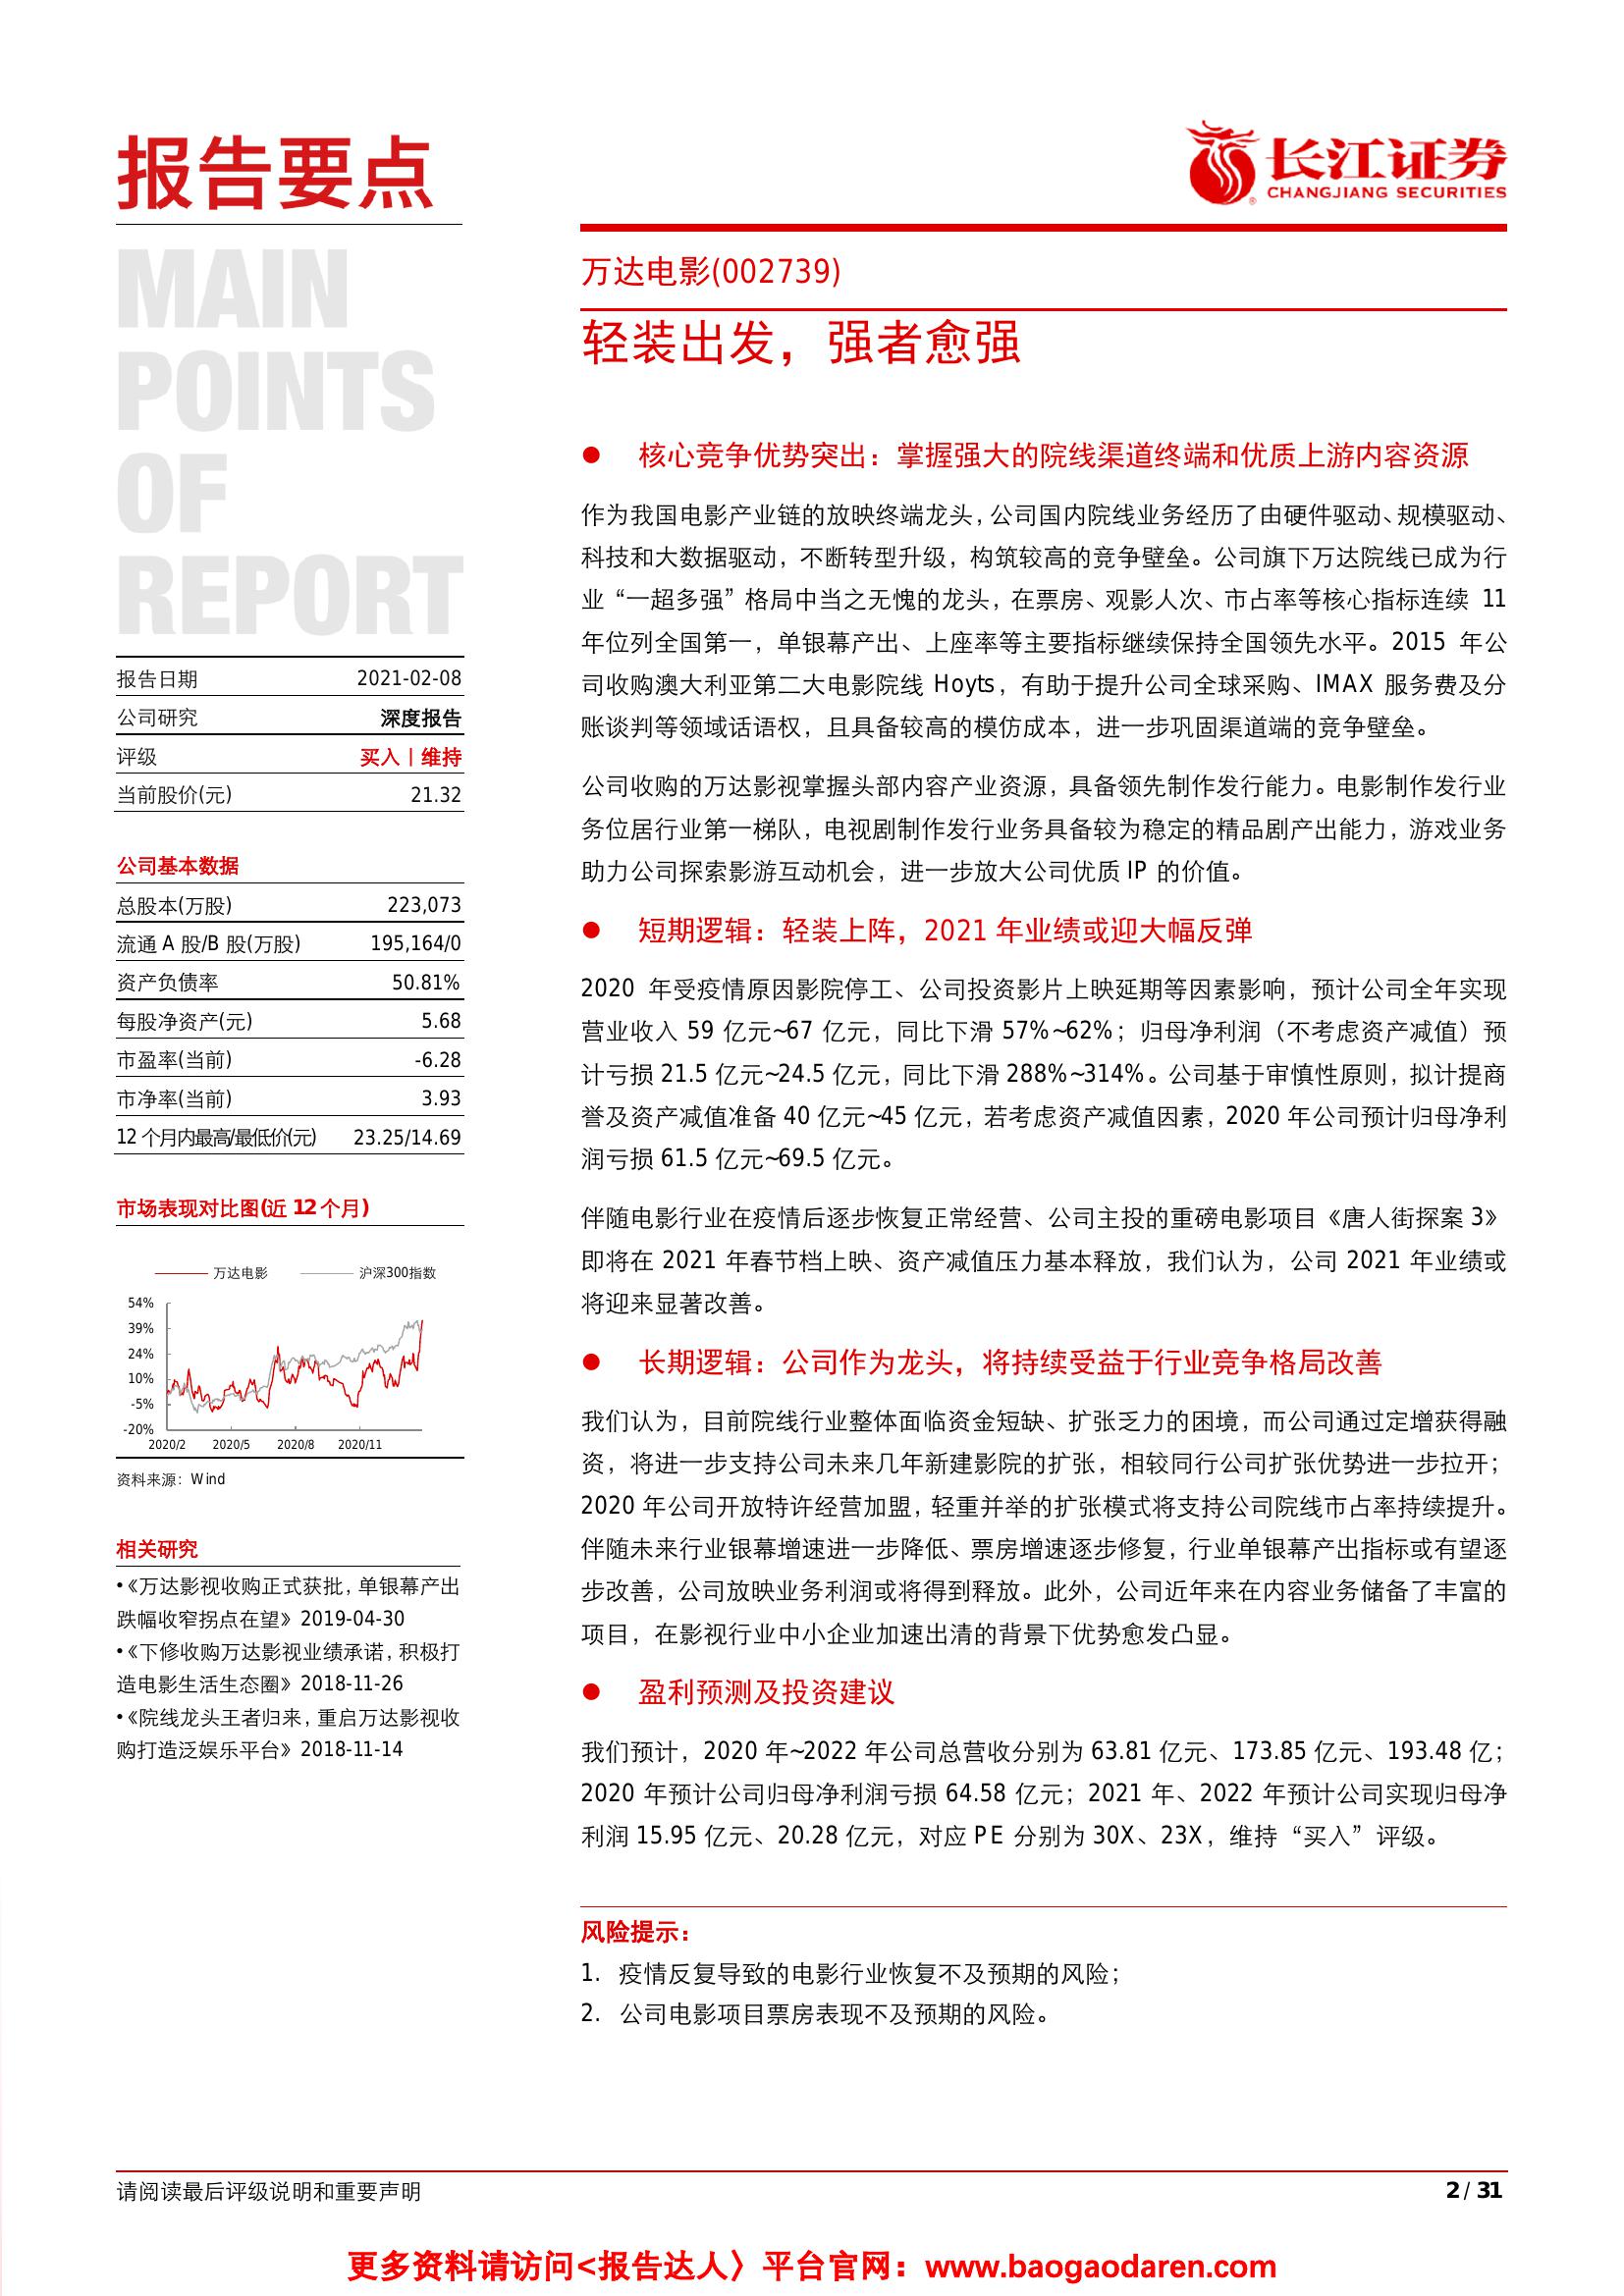 报告要点
长江证券
CHANGJIANG SECURITIES
MAIN
POINTS
OF
REPORT
报告日期 2021-02-08
公司研究 深度报告
评级 买入｜维持
当前股价(元) 21.32
公司基本数据
总股本(万股) 223,073
流通 A 股/B 股(万股) 195,164/0
资产负债率 50.81%
每股净资产(元) 5.68
市盈率(当前) -6.28
市净率(当前) 3.93
12 个月内最高/最低价(元) 23.25/14.69
市场表现对比图(近 12 个月)
万达电影 沪深300指数
54%
39%
24%
10%
-5%
-20%
2020/2 2020/5 2020/8 2020/11
资料来源：Wind
相关研究
•《万达影视收购正式获批，单银幕产出
跌幅收窄拐点在望》2019-04-30
•《下修收购万达影视业绩承诺，积极打
造电影生活生态圈》2018-11-26
•《院线龙头王者归来，重启万达影视收
购打造泛娱乐平台》2018-11-14
万达电影(002739)
轻装出发，强者愈强
● 核心竞争优势突出：掌握强大的院线渠道终端和优质上游内容资源
作为我国电影产业链的放映终端龙头，公司国内院线业务经历了由硬件驱动、规模驱动、
科技和大数据驱动，不断转型升级，构筑较高的竞争壁垒。公司旗下万达院线已成为行
业“一超多强”格局中当之无愧的龙头，在票房、观影人次、市占率等核心指标连续 11
年位列全国第一，单银幕产出、上座率等主要指标继续保持全国领先水平。2015 年公
司收购澳大利亚第二大电影院线 Hoyts，有助于提升公司全球采购、IMAX 服务费及分
账谈判等领域话语权，且具备较高的模仿成本，进一步巩固渠道端的竞争壁垒。
公司收购的万达影视掌握头部内容产业资源，具备领先制作发行能力。电影制作发行业
务位居行业第一梯队，电视剧制作发行业务具备较为稳定的精品剧产出能力，游戏业务
助力公司探索影游互动机会，进一步放大公司优质 IP 的价值。
● 短期逻辑：轻装上阵，2021 年业绩或迎大幅反弹
2020 年受疫情原因影院停工、公司投资影片上映延期等因素影响，预计公司全年实现
营业收入 59 亿元~67 亿元，同比下滑 57%~62%；归母净利润（不考虑资产减值）预
计亏损 21.5 亿元~24.5 亿元，同比下滑 288%~314%。公司基于审慎性原则，拟计提商
誉及资产减值准备 40 亿元~45 亿元，若考虑资产减值因素，2020 年公司预计归母净利
润亏损 61.5 亿元~69.5 亿元。
伴随电影行业在疫情后逐步恢复正常经营、公司主投的重磅电影项目《唐人街探案 3》
即将在 2021 年春节档上映、资产减值压力基本释放，我们认为，公司 2021 年业绩或
将迎来显著改善。
● 长期逻辑：公司作为龙头，将持续受益于行业竞争格局改善
我们认为，目前院线行业整体面临资金短缺、扩张乏力的困境，而公司通过定增获得融
资，将进一步支持公司未来几年新建影院的扩张，相较同行公司扩张优势进一步拉开；
2020 年公司开放特许经营加盟，轻重并举的扩张模式将支持公司院线市占率持续提升。
伴随未来行业银幕增速进一步降低、票房增速逐步修复，行业单银幕产出指标或有望逐
步改善，公司放映业务利润或将得到释放。此外，公司近年来在内容业务储备了丰富的
项目，在影视行业中小企业加速出清的背景下优势愈发凸显。
● 盈利预测及投资建议
我们预计，2020 年~2022 年公司总营收分别为 63.81 亿元、173.85 亿元、193.48 亿；
2020 年预计公司归母净利润亏损 64.58 亿元；2021 年、2022 年预计公司实现归母净
利润 15.95 亿元、20.28 亿元，对应 PE 分别为 30X、23X，维持“买入”评级。
风险提示：
1. 疫情反复导致的电影行业恢复不及预期的风险；
2. 公司电影项目票房表现不及预期的风险。
请阅读最后评级说明和重要声明 2 / 31
更多资料请访问<报告达人〉平台官网：www.baogaodaren.com